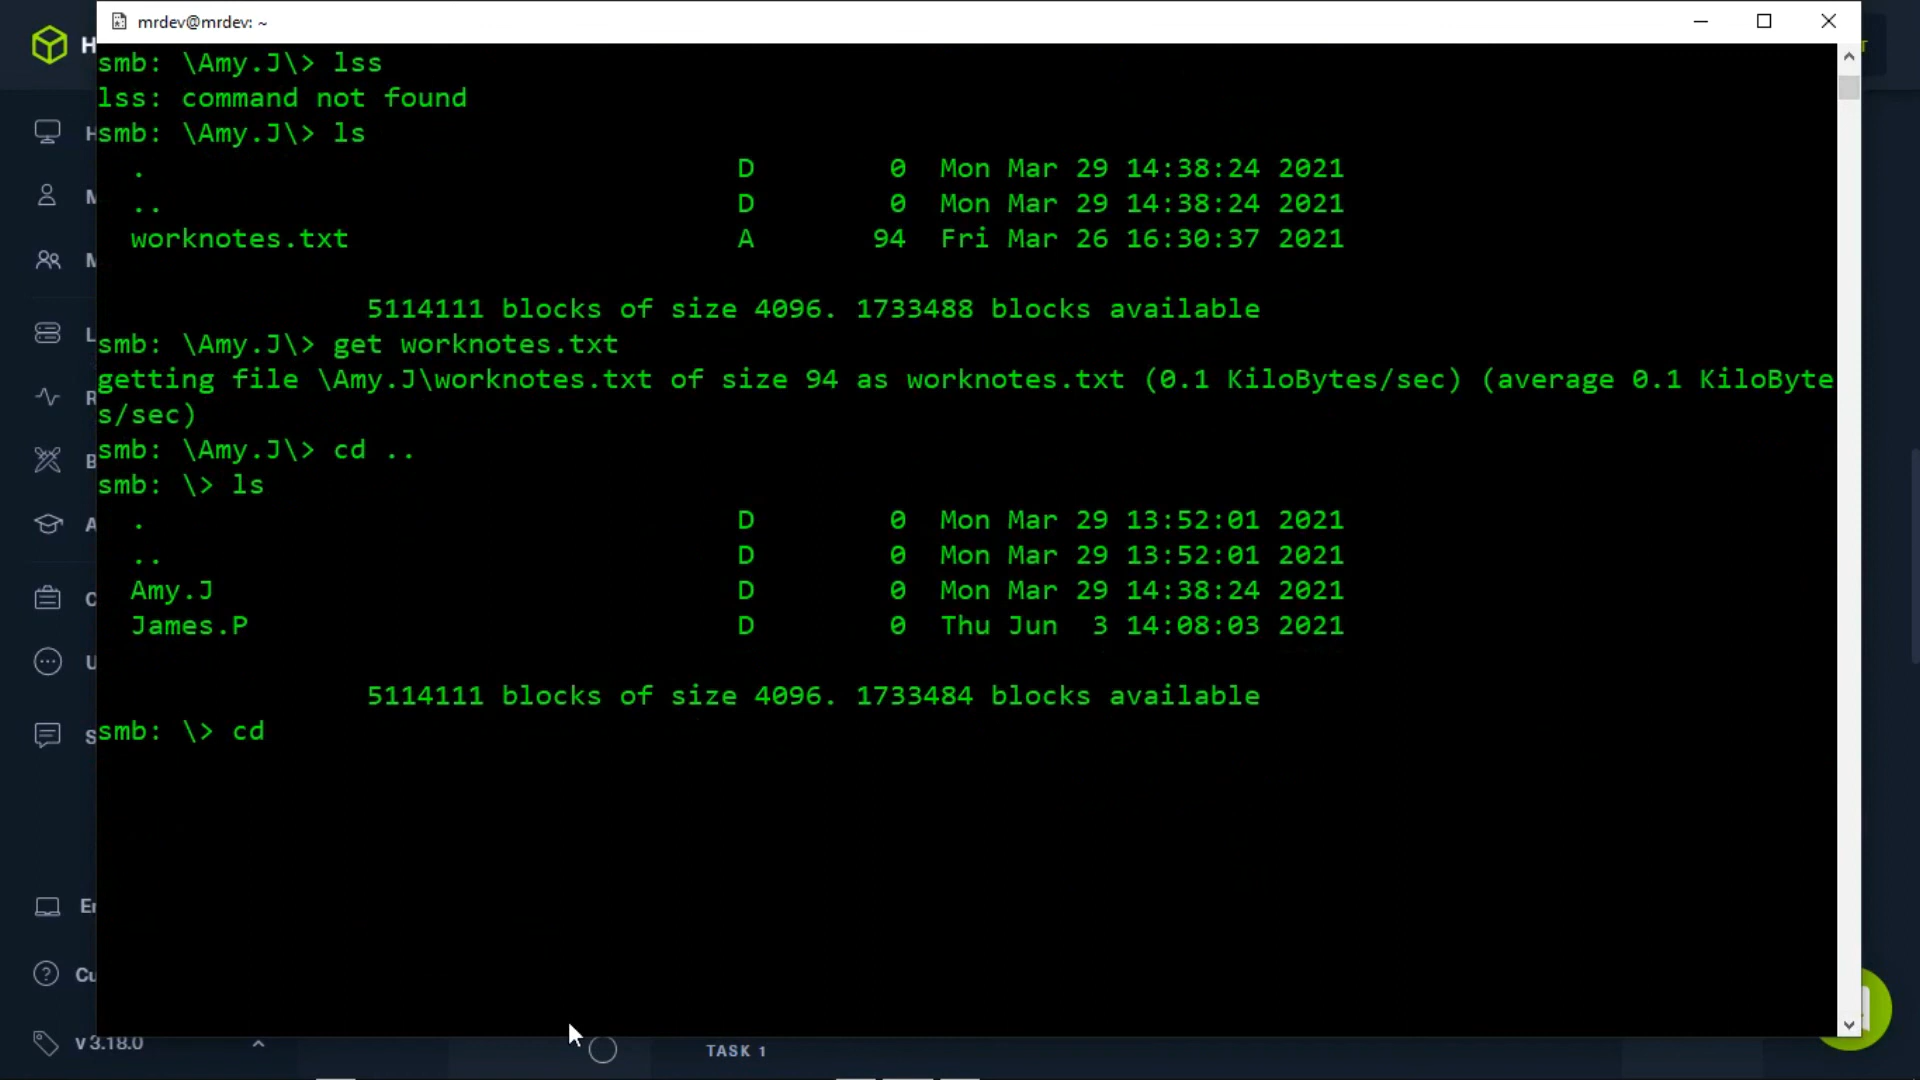 mrdev@mrdev: ~
smb: \Amy.J\> lss
lss: command not found
smb: \Amy.J\> ls
. D 0 Mon Mar 29 14:38:24 2021
.. D 0 Mon Mar 29 14:38:24 2021
worknotes.txt A 94 Fri Mar 26 16:30:37 2021
5114111 blocks of size 4096. 1733488 blocks available
smb: \Amy.J\> get worknotes.txt
getting file \Amy.J\worknotes.txt of size 94 as worknotes.txt (0.1 KiloBytes/sec) (average 0.1 KiloByte
s/sec)
smb: \Amy.J\> cd ..
smb: \> ls
. D 0 Mon Mar 29 13:52:01 2021
.. D 0 Mon Mar 29 13:52:01 2021
Amy.J D 0 Mon Mar 29 14:38:24 2021
James.P D 0 Thu Jun 3 14:08:03 2021
5114111 blocks of size 4096. 1733484 blocks available
smb: \> cd
v 3.18.0
TASK 1